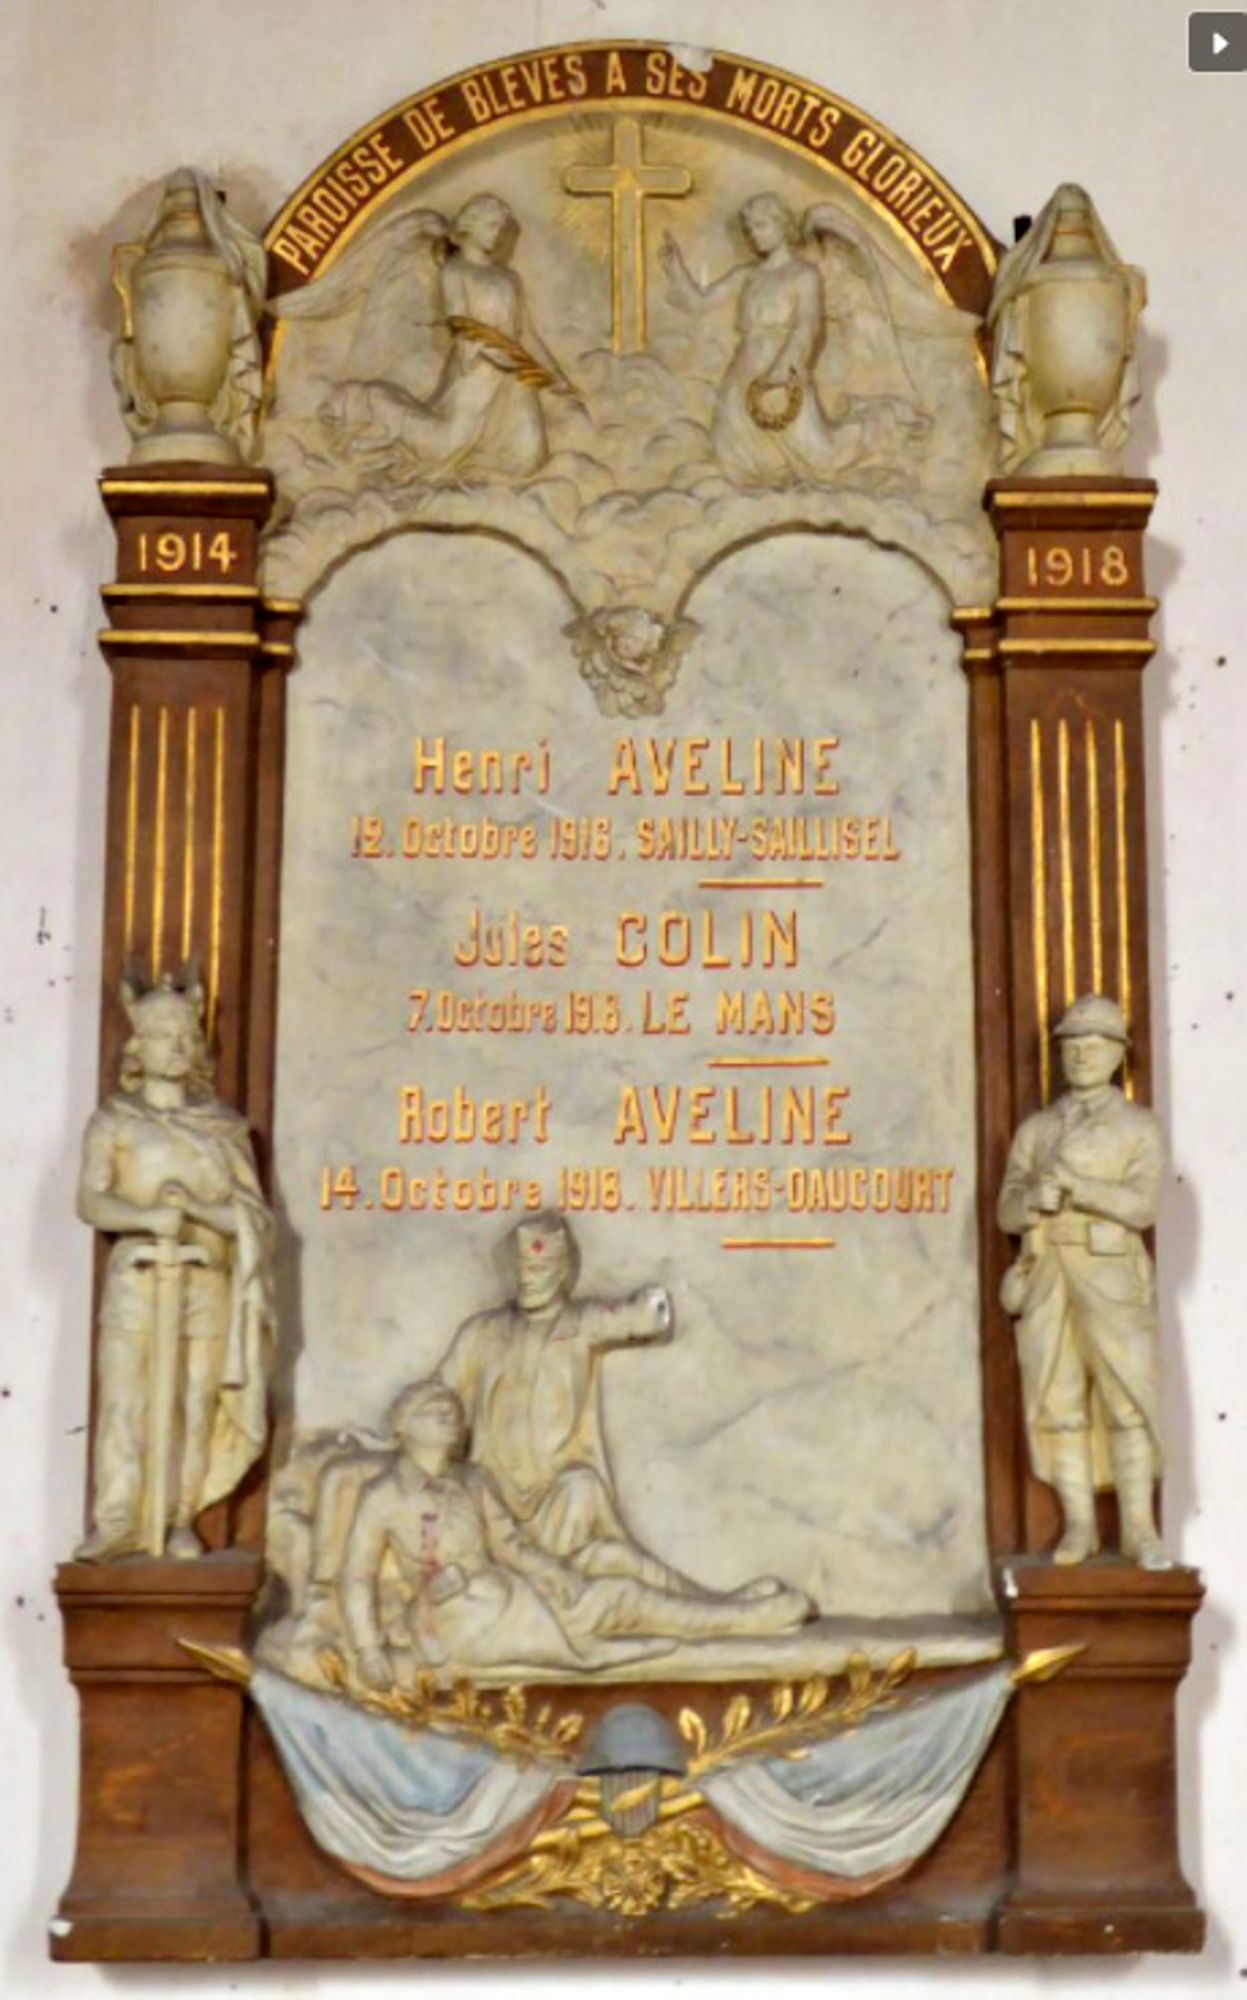 PAROISSE DE BLEVES A SES MORTS GLORIEUX
1914
1918
Henri AVELINE
12. Octobre 1916. SAILLY-SAILLISEL
Jules COLIN
7. Octobre LE MANS
Robert AVELINE
14. Octobre 1918. VILLERS-DAUCOURT